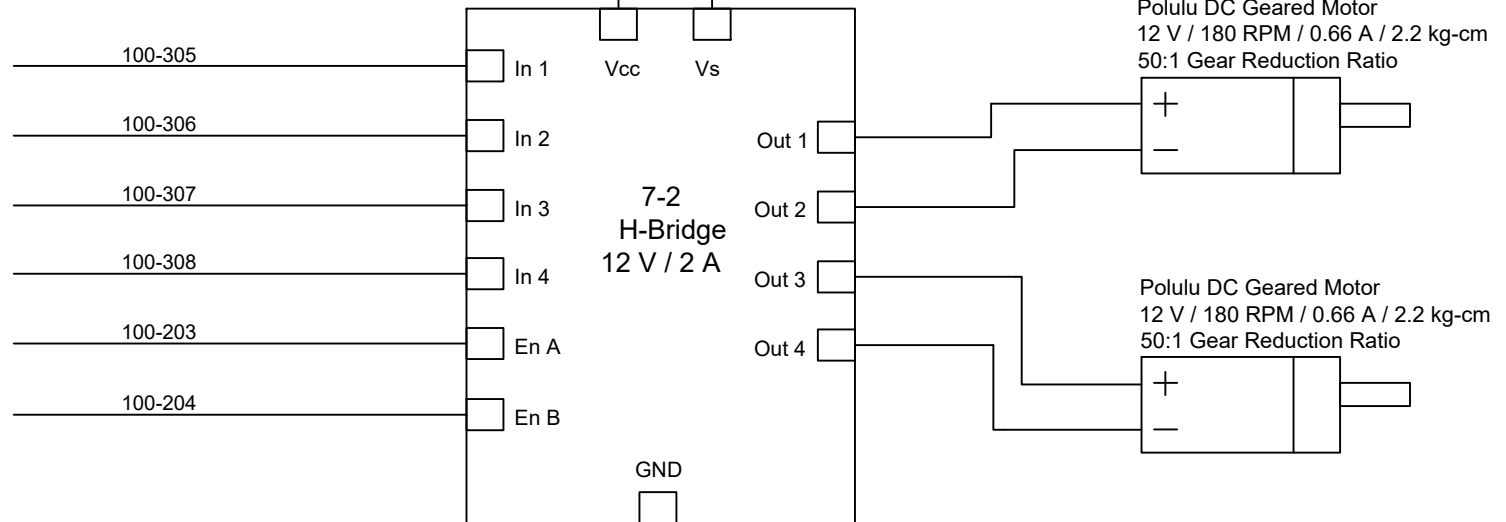 Polulu DC Geared Motor
12 V / 180 RPM / 0.66 A / 2.2 kg-cm
50:1 Gear Reduction Ratio
100-305
In 1
Vcc
Vs
+
100-306
In 2
Out 1
—
100-307
In 3
7-2
H-Bridge
12 V / 2 A
Out 2
100-308
In 4
Out 3
Polulu DC Geared Motor
12 V / 180 RPM / 0.66 A / 2.2 kg-cm
50:1 Gear Reduction Ratio
100-203
En A
Out 4
+
—
100-204
En B
GND